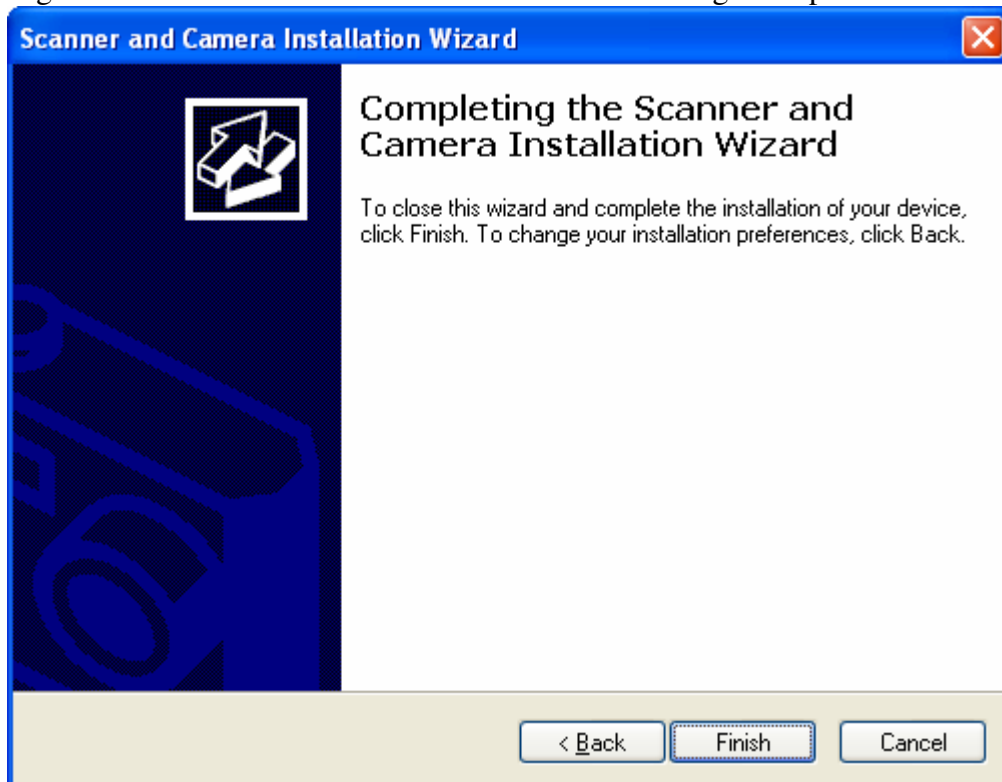 Scanner and Camera Installation Wizard
Completing the Scanner and
Camera Installation Wizard
To close this wizard and complete the installation of your device,
click Finish. To change your installation preferences, click Back.
< Back
Finish
Cancel